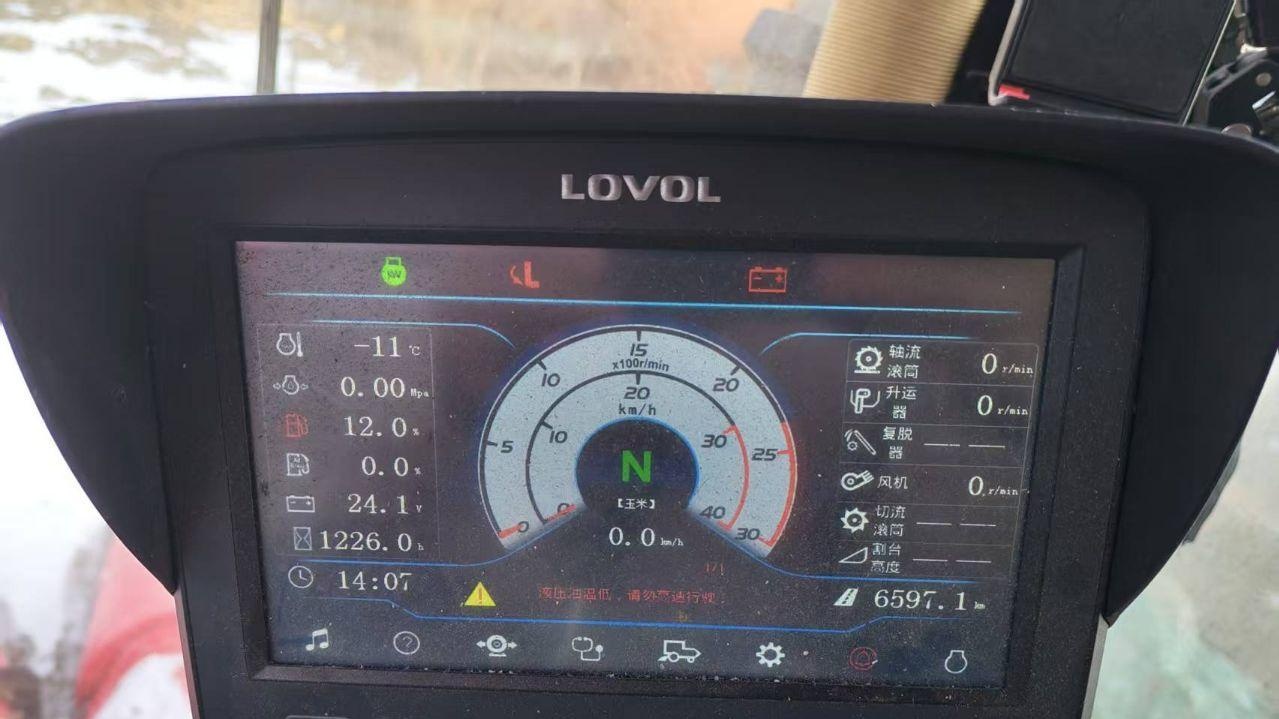 LOVOL
kW
-11 ℃
0.00 Mpa
12.0 %
0.0 %
24.1 V
1226.0 h
14:07
0
5
10
15
x100r/min
20
25
30
0
10
20
km/h
30
40
N
【玉米】
0.0 km/h
1/1
液压油温低，请勿高速行驶
轴流
滚筒
0 r/min
升运
器
0 r/min
复脱
器
—— ——
风机
0 r/min
切流
滚筒
—— ——
割台
高度
—— ——
6597.1 km